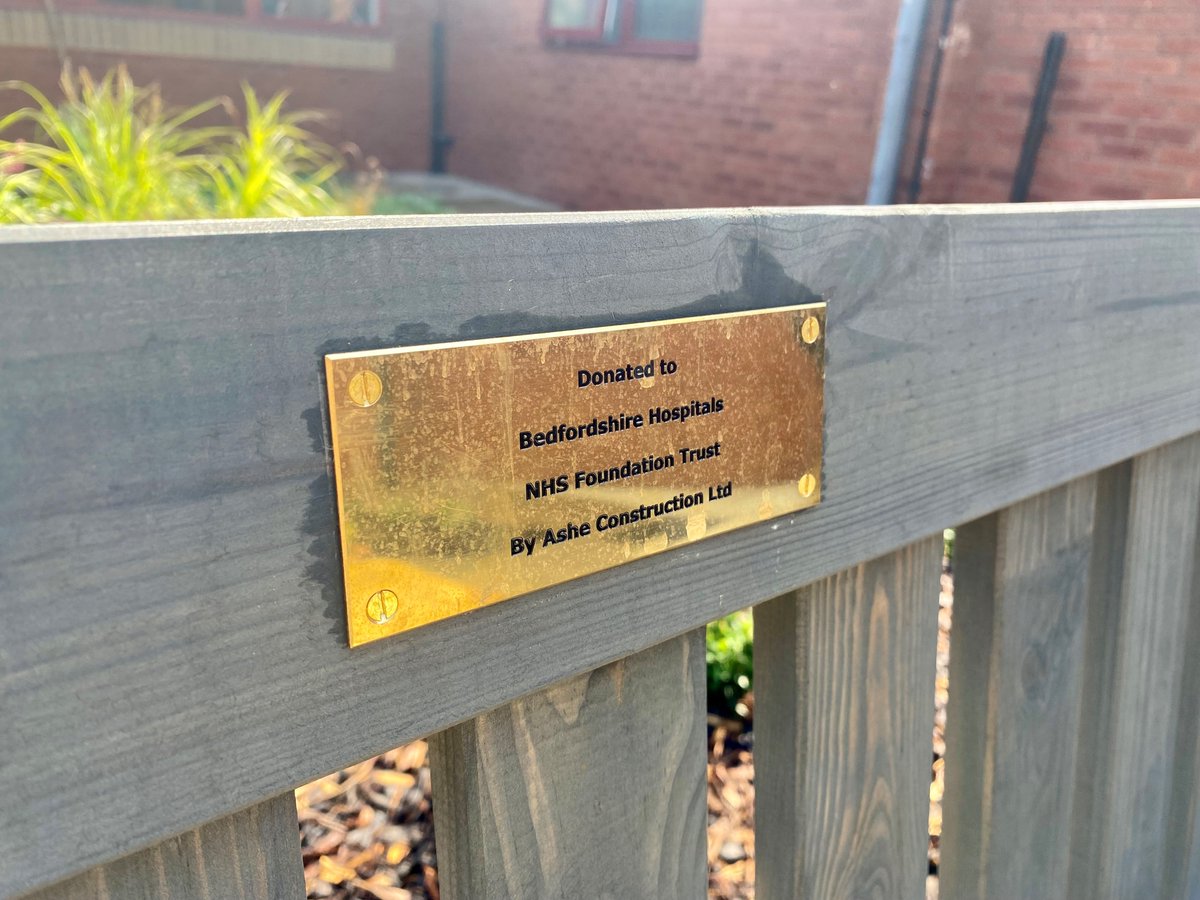 Donated to
Bedfordshire Hospitals
NHS Foundation Trust
By Ashe Construction Ltd